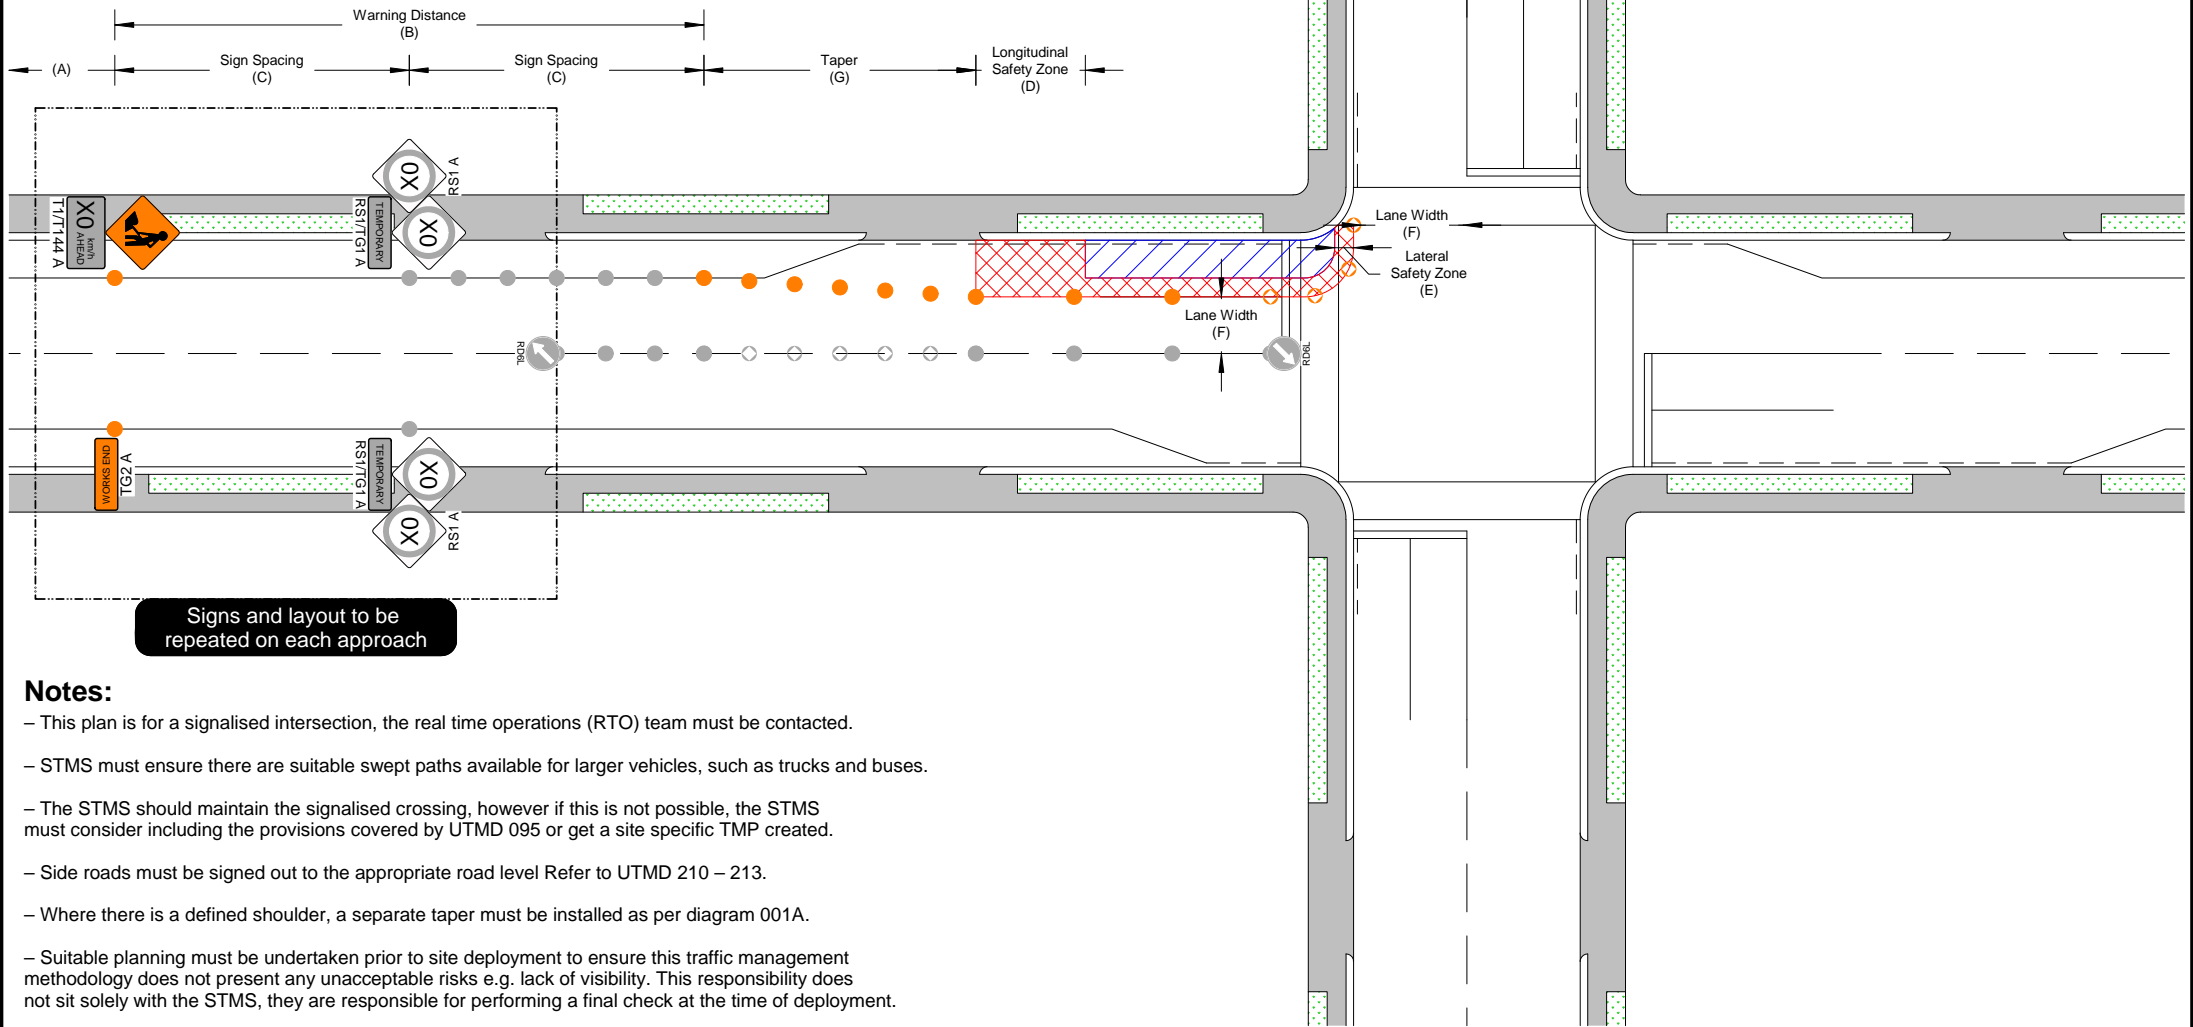 Warning Distance
(B)
(A)
Sign Spacing
(C)
Sign Spacing
(C)
Taper
(G)
Longitudinal
Safety Zone
(D)
X0
km/h
AHEAD
T1/T144 A
X0
RS1 A
X0
TEMPORARY
RS1/TG1 A
Lane Width
(F)
Lateral
Safety Zone
(E)
Lane Width
(F)
RD6L
RD6L
WORKS END
TG2 A
TEMPORARY
RS1/TG1 A
X0
X0
RS1 A
Signs and layout to be
repeated on each approach
Notes:
– This plan is for a signalised intersection, the real time operations (RTO) team must be contacted.
– STMS must ensure there are suitable swept paths available for larger vehicles, such as trucks and buses.
– The STMS should maintain the signalised crossing, however if this is not possible, the STMS
must consider including the provisions covered by UTMD 095 or get a site specific TMP created.
– Side roads must be signed out to the appropriate road level Refer to UTMD 210 – 213.
– Where there is a defined shoulder, a separate taper must be installed as per diagram 001A.
– Suitable planning must be undertaken prior to site deployment to ensure this traffic management
methodology does not present any unacceptable risks e.g. lack of visibility. This responsibility does
not sit solely with the STMS, they are responsible for performing a final check at the time of deployment.